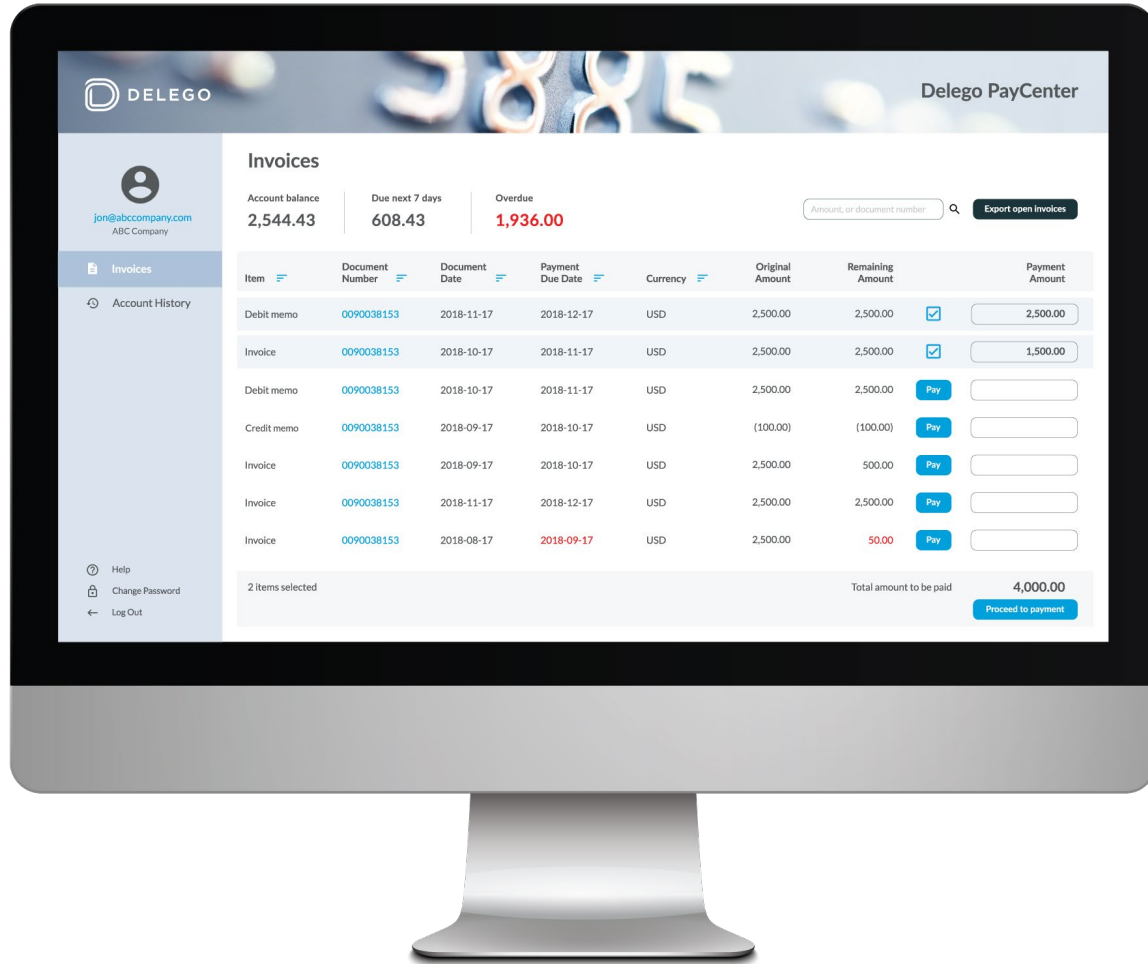 DELEGO
Delego PayCenter
jon@abccompany.com
ABC Company
Invoices
Account History
Help
Change Password
Log Out
Invoices
Account balance Due next 7 days Overdue
2,544.43 608.43 1,936.00
Amount, or document number Export open invoices
Item Document Number Document Date Payment Due Date Currency Original Amount Remaining Amount Payment Amount
Debit memo 0090038153 2018-11-17 2018-12-17 USD 2,500.00 2,500.00 2,500.00
Invoice 0090038153 2018-10-17 2018-11-17 USD 2,500.00 2,500.00 1,500.00
Debit memo 0090038153 2018-10-17 2018-11-17 USD 2,500.00 2,500.00 Pay
Credit memo 0090038153 2018-09-17 2018-10-17 USD (100.00) (100.00) Pay
Invoice 0090038153 2018-09-17 2018-10-17 USD 2,500.00 500.00 Pay
Invoice 0090038153 2018-11-17 2018-12-17 USD 2,500.00 2,500.00 Pay
Invoice 0090038153 2018-08-17 2018-09-17 USD 2,500.00 50.00 Pay
2 items selected Total amount to be paid 4,000.00
Proceed to payment